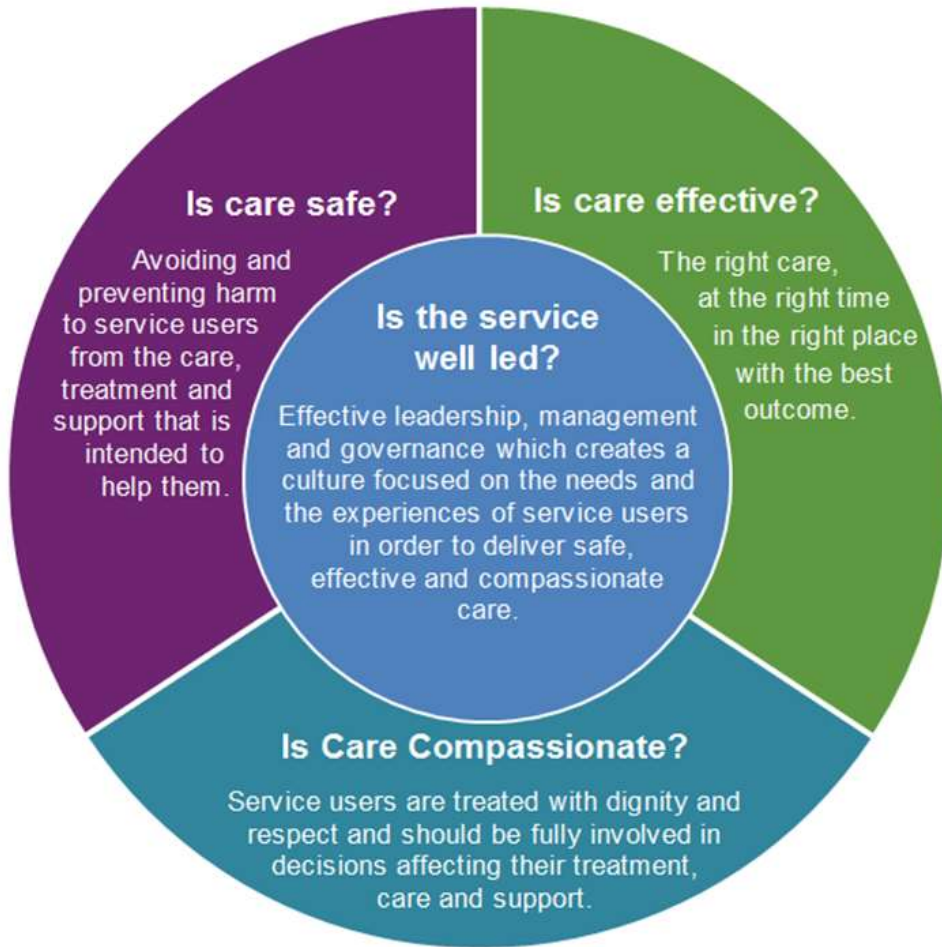 Is care safe?
Avoiding and
preventing harm
to service users
from the care,
treatment and
support that is
intended to
help them.
Is care effective?
The right care,
at the right time
in the right place
with the best
outcome.
Is the service
well led?
Effective leadership, management
and governance which creates a
culture focused on the needs and
the experiences of service users
in order to deliver safe,
effective and compassionate
care.
Is Care Compassionate?
Service users are treated with dignity and
respect and should be fully involved in
decisions affecting their treatment,
care and support.